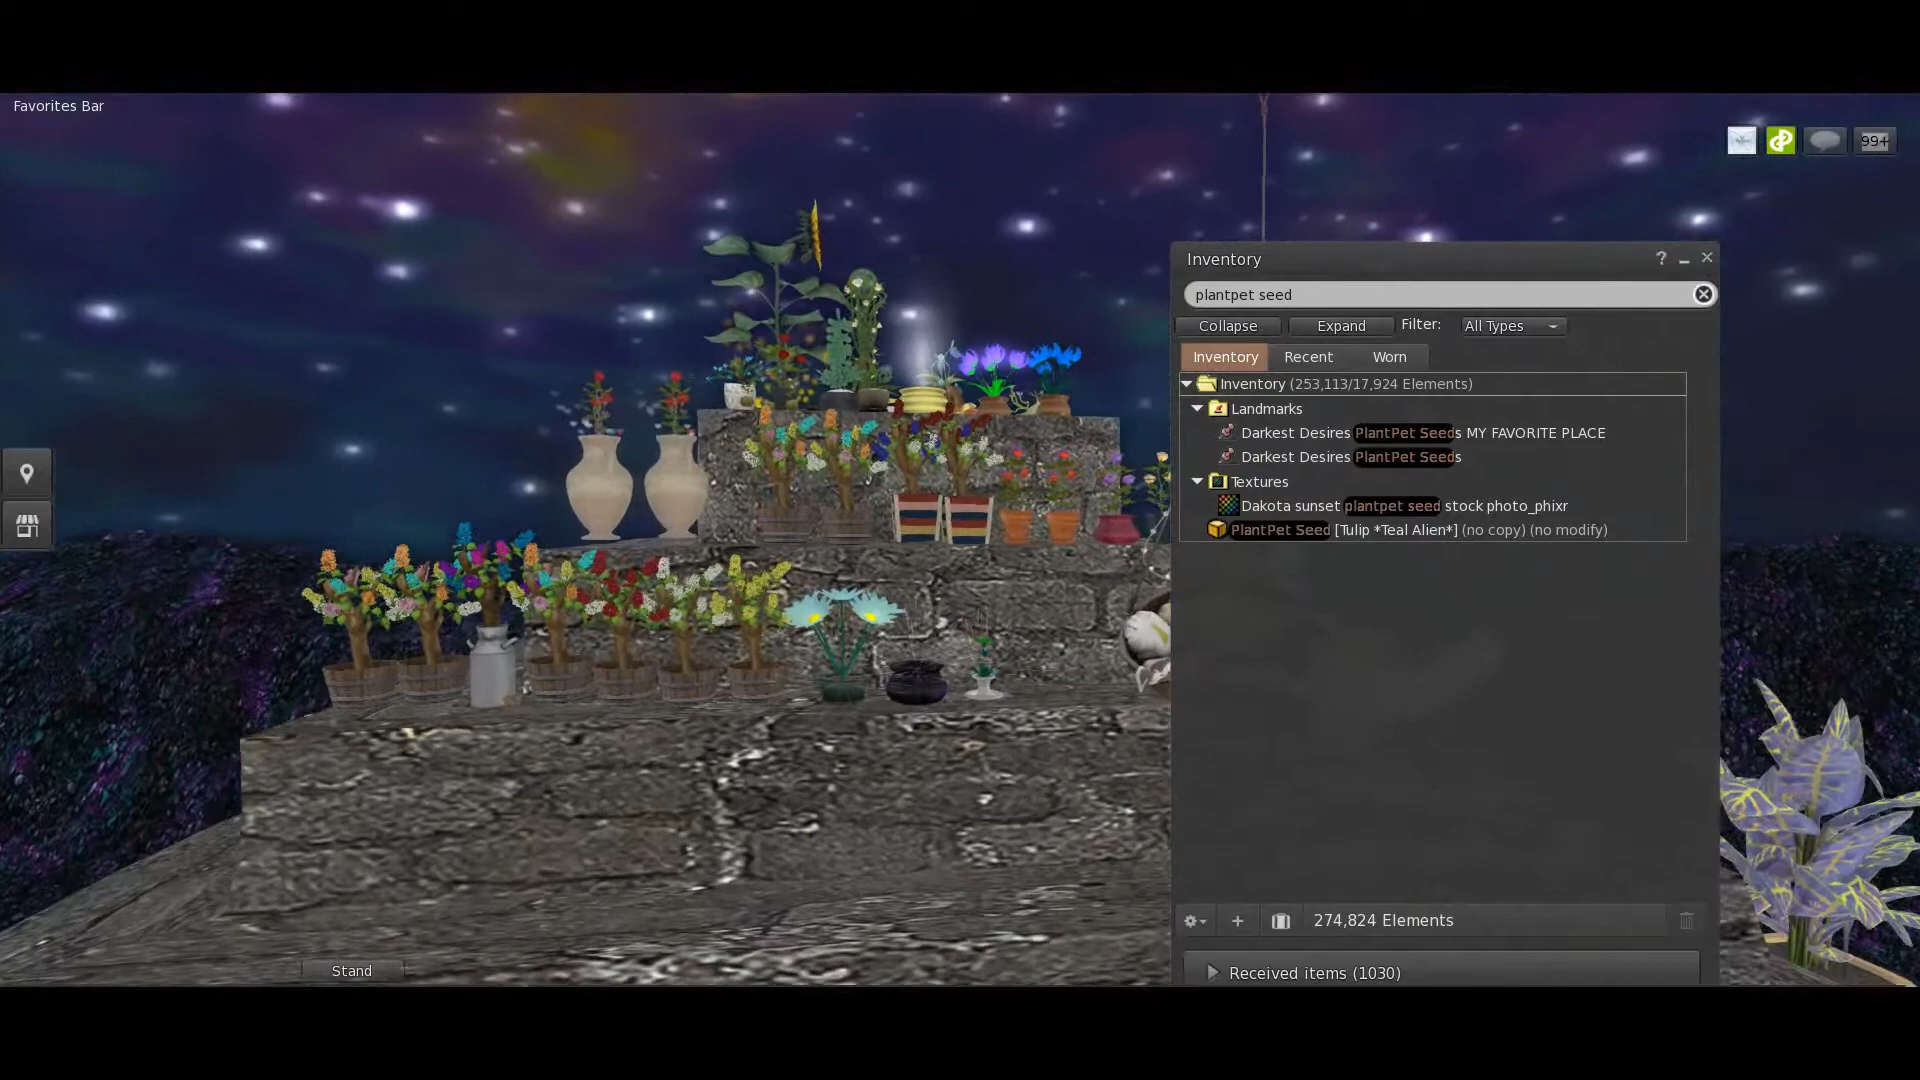 Favorites Bar
99+
Inventory
?
plantpet seed
Collapse Expand Filter: All Types
Inventory Recent Worn
Inventory (253,113/17,924 Elements)
Landmarks
Darkest Desires PlantPet Seeds MY FAVORITE PLACE
Darkest Desires PlantPet Seeds
Textures
Dakota sunset plantpet seed stock photo_phixr
PlantPet Seed [Tulip *Teal Alien*] (no copy) (no modify)
274,824 Elements
Stand
Received items (1030)